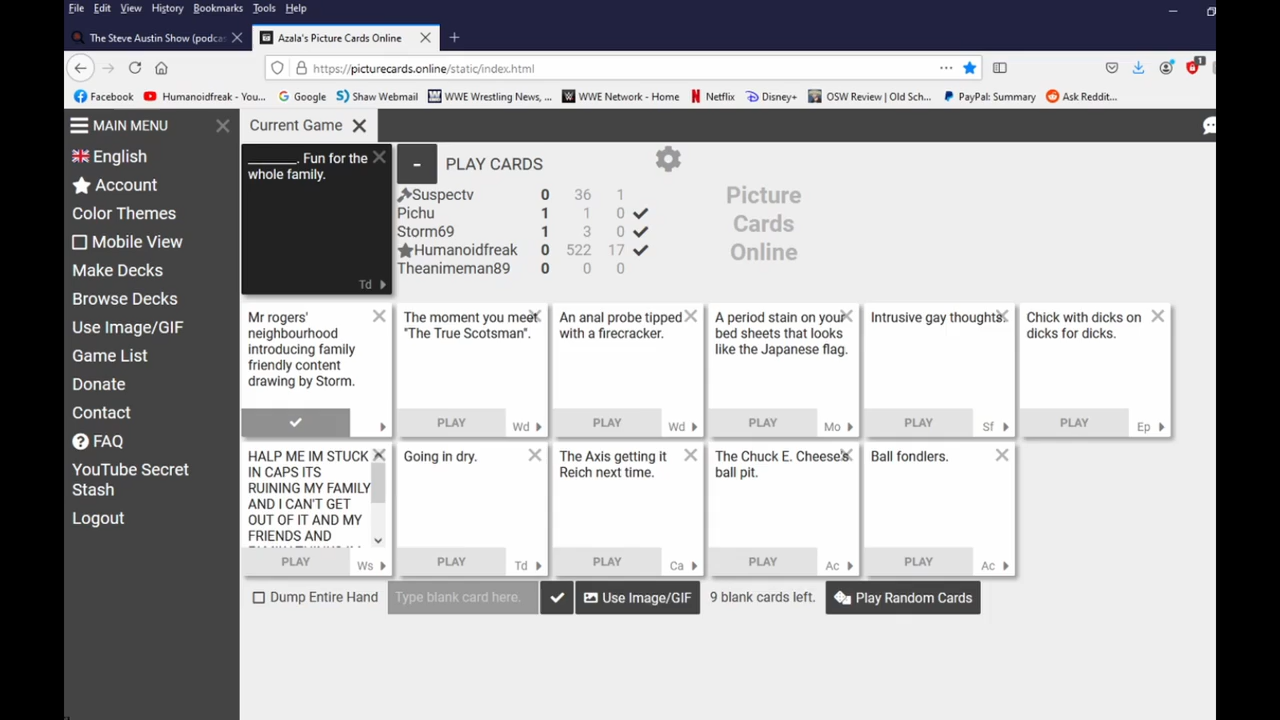 File Edit View History Bookmarks Tools Help
The Steve Austin Show (podca
Azala's Picture Cards Online
https://picturecards.online/static/index.html
Facebook Humanoidfreak - You... Google Shaw Webmail WWE Wrestling News, ... WWE Network - Home Netflix Disney+ OSW Review | Old Sch... PayPal: Summary Ask Reddit...
1
MAIN MENU
English
Account
Color Themes
Mobile View
Make Decks
Browse Decks
Use Image/GIF
Game List
Donate
Contact
FAQ
YouTube Secret
Stash
Logout
Current Game
_______. Fun for the
whole family.
Td
- PLAY CARDS
Suspectv 0 36 1
Pichu 1 1 0
Storm69 1 3 0
Humanoidfreak 0 522 17
Theanimeman89 0 0 0
Picture
Cards
Online
Mr rogers'
neighbourhood
introducing family
friendly content
drawing by Storm.
The moment you meet
"The True Scotsman".
PLAY Wd
An anal probe tipped
with a firecracker.
PLAY Wd
A period stain on your
bed sheets that looks
like the Japanese flag.
PLAY Mo
Intrusive gay thoughts.
PLAY Sf
Chick with dicks on
dicks for dicks.
PLAY Ep
HALP ME IM STUCK
IN CAPS ITS
RUINING MY FAMILY
AND I CAN'T GET
OUT OF IT AND MY
FRIENDS AND
PLAY Ws
Going in dry.
PLAY Td
The Axis getting it
Reich next time.
PLAY Ca
The Chuck E. Cheese's
ball pit.
PLAY Ac
Ball fondlers.
PLAY Ac
Dump Entire Hand Type blank card here. Use Image/GIF 9 blank cards left. Play Random Cards